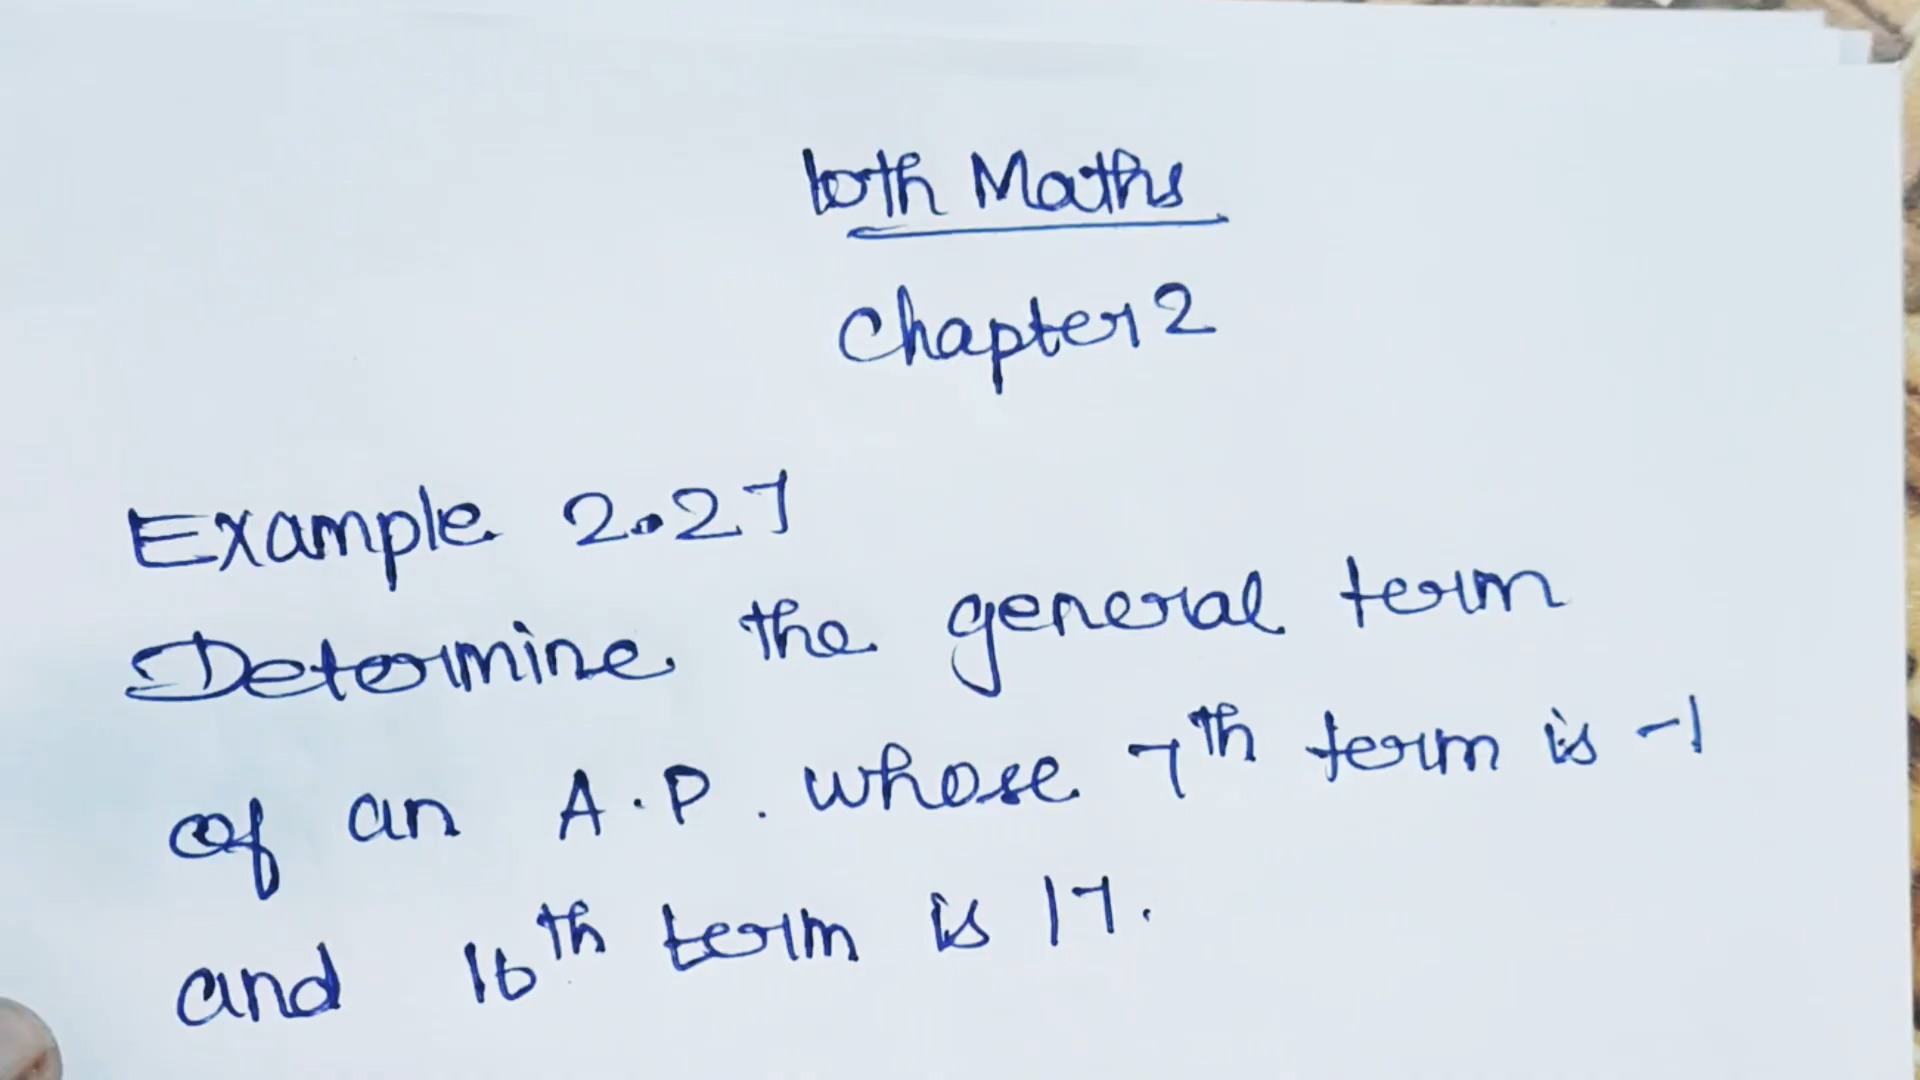 10th Maths
Chapter 2
Example 2.27
Determine the general term
of an A.P. whose 7th term is -1
and 16th term is 17.